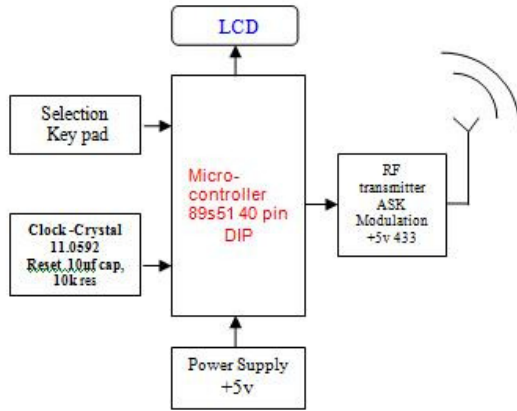 LCD
Selection
Key pad
Micro-
controller
89s51 40 pin
DIP
RF
transmitter
ASK
Modulation
+5v 433
Clock -Crystal
11.0592
Reset 10uf cap,
10k res
Power Supply
+5v